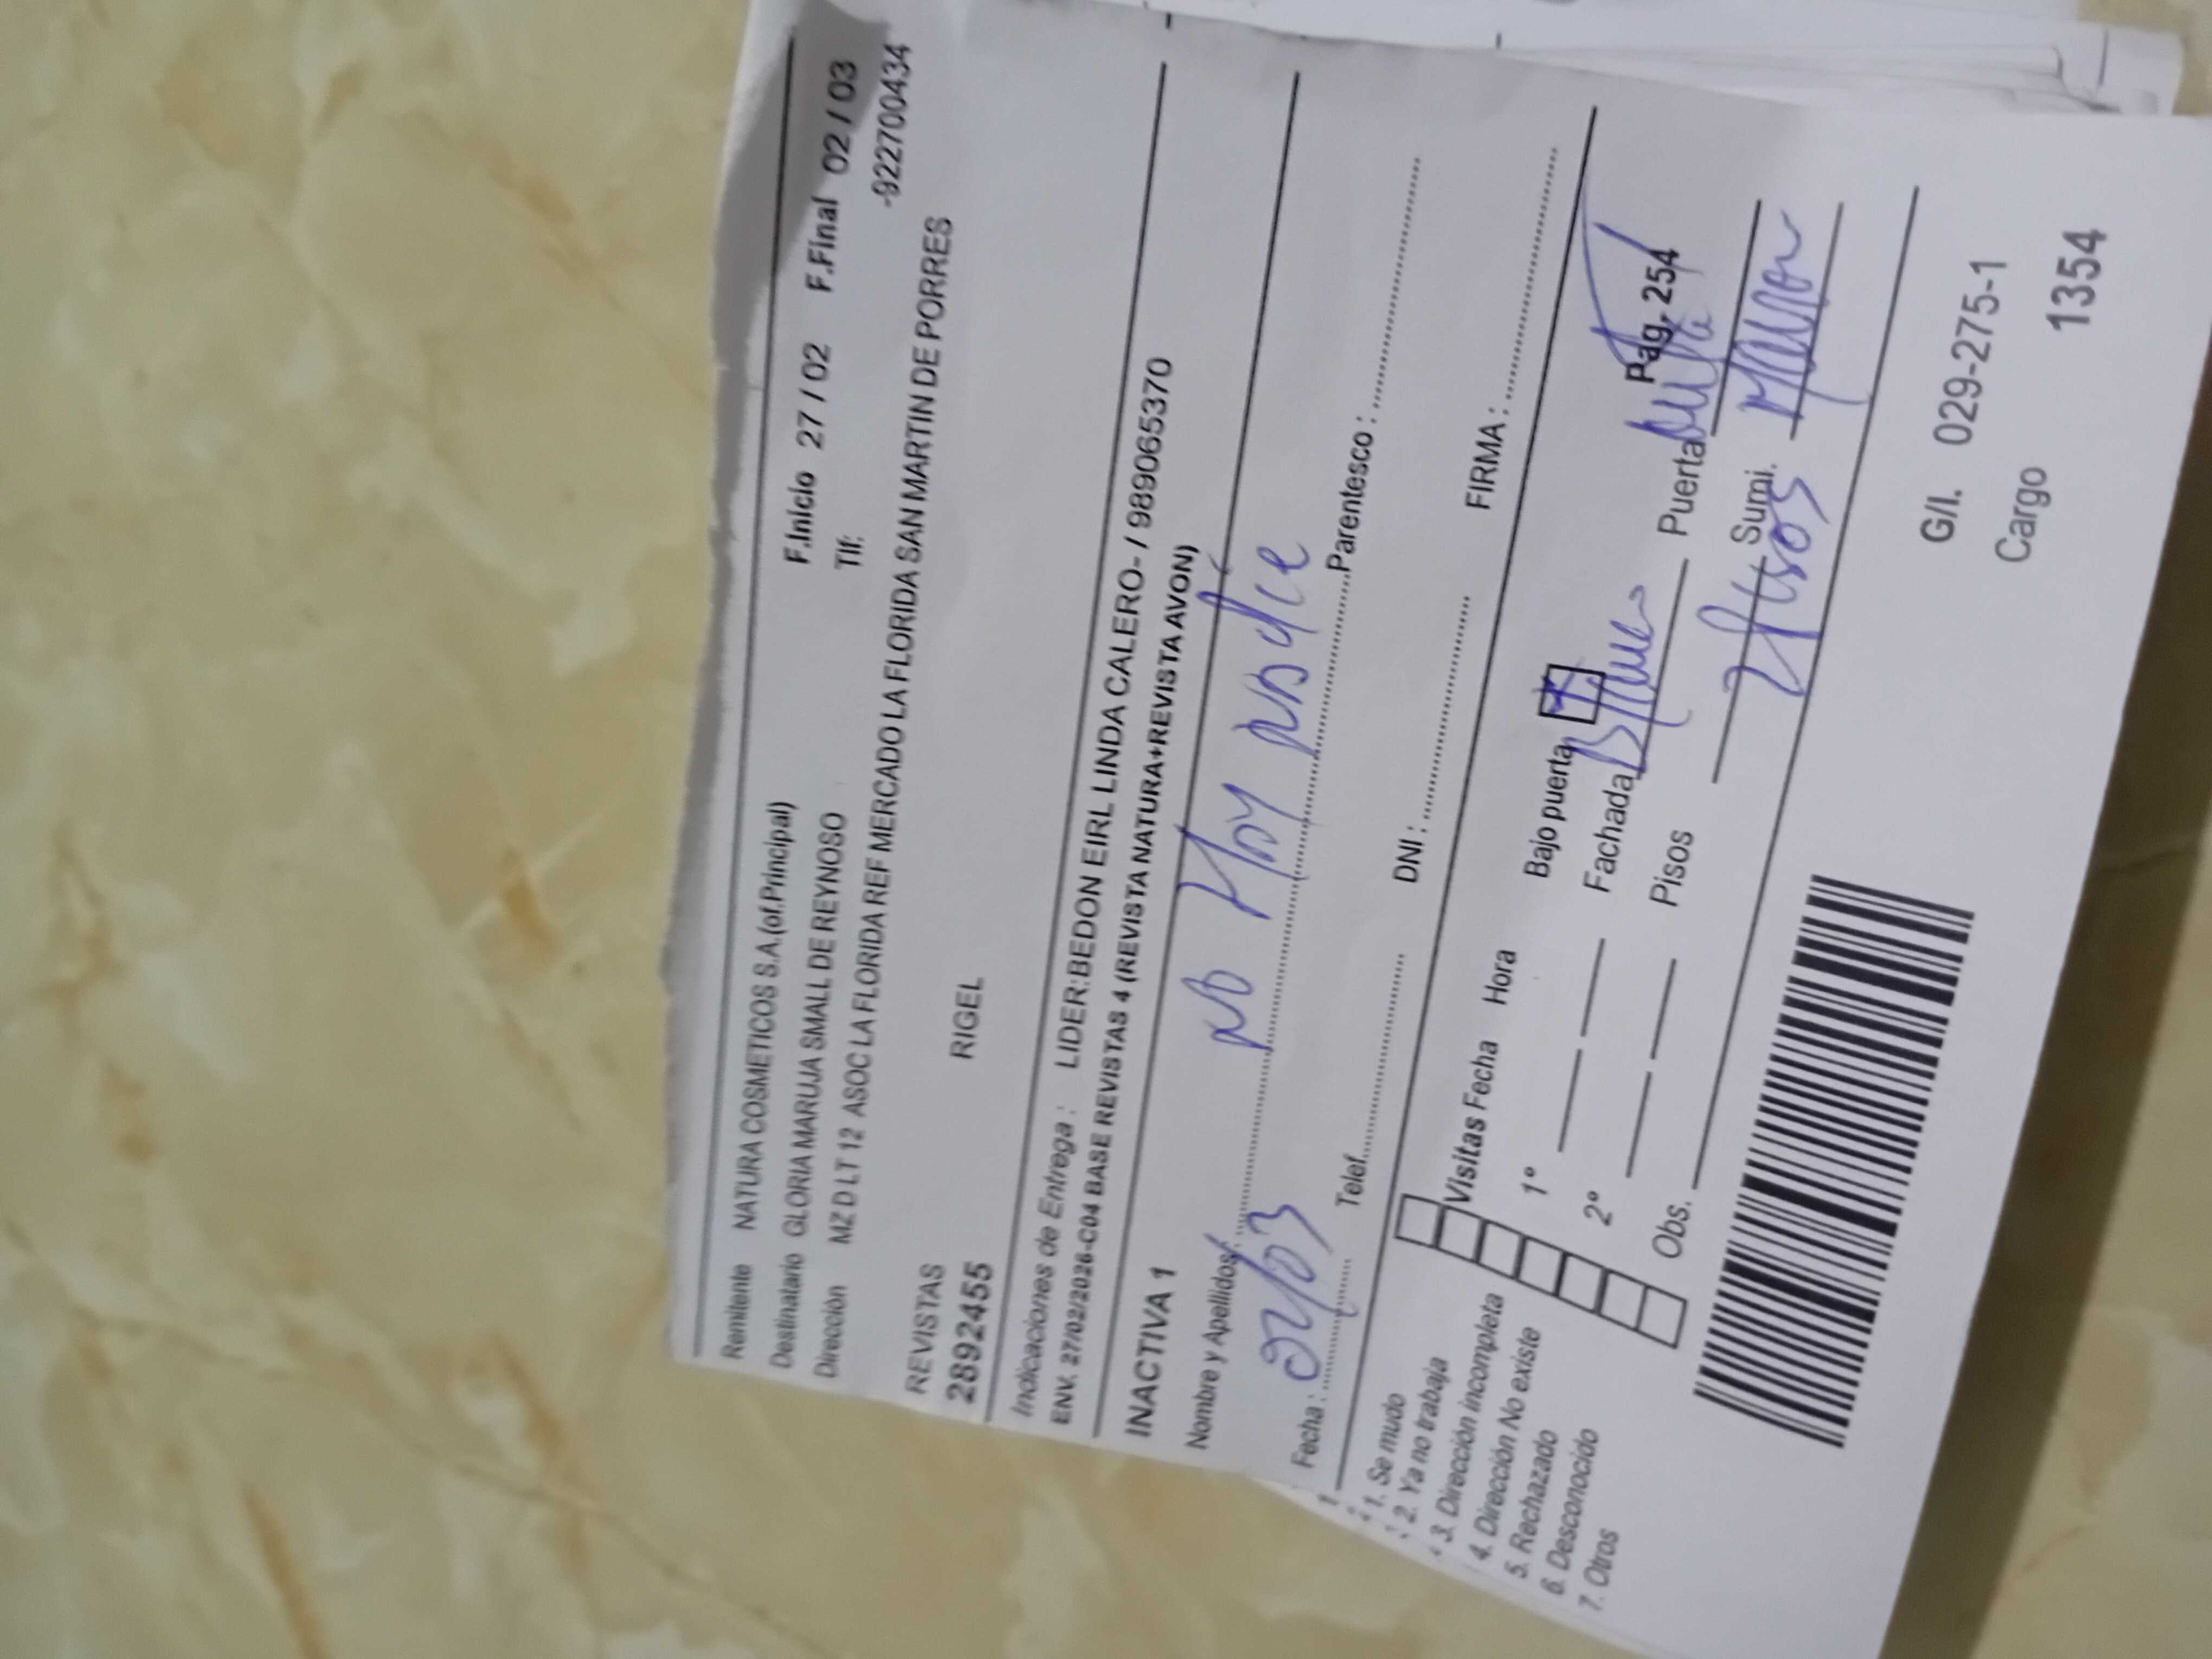 Remitente NATURA COSMETICOS S.A.(of.Principal) F.Inicio 27 / 02 F.Final 02 / 03
Destinatario GLORIA MARUJA SMALL DE REYNOSO Tlf: -922700434
Dirección MZ D LT 12 ASOC LA FLORIDA REF MERCADO LA FLORIDA SAN MARTIN DE PORRES
REVISTAS RIGEL
2892455
Indicaciones de Entrega : LIDER:BEDON EIRL LINDA CALERO- / 989065370
ENV. 27/02/2026-C04 BASE REVISTAS 4 (REVISTA NATURA+REVISTA AVON)
INACTIVA 1
Nombre y Apellidos: No Hay nadie
Fecha : 02/03 Telef. DNI : Parentesco :
FIRMA :
1. Se mudo
2. Ya no trabaja
3. Dirección incompleta
4. Dirección No existe
5. Rechazado
6. Desconocido
7. Otros
Visitas Fecha Hora Bajo puerta X Pag. 254
1° Fachada Blanco Puerta
2° Pisos 2 Pisos Sumi.
Obs.
G/I. 029-275-1
Cargo 1354